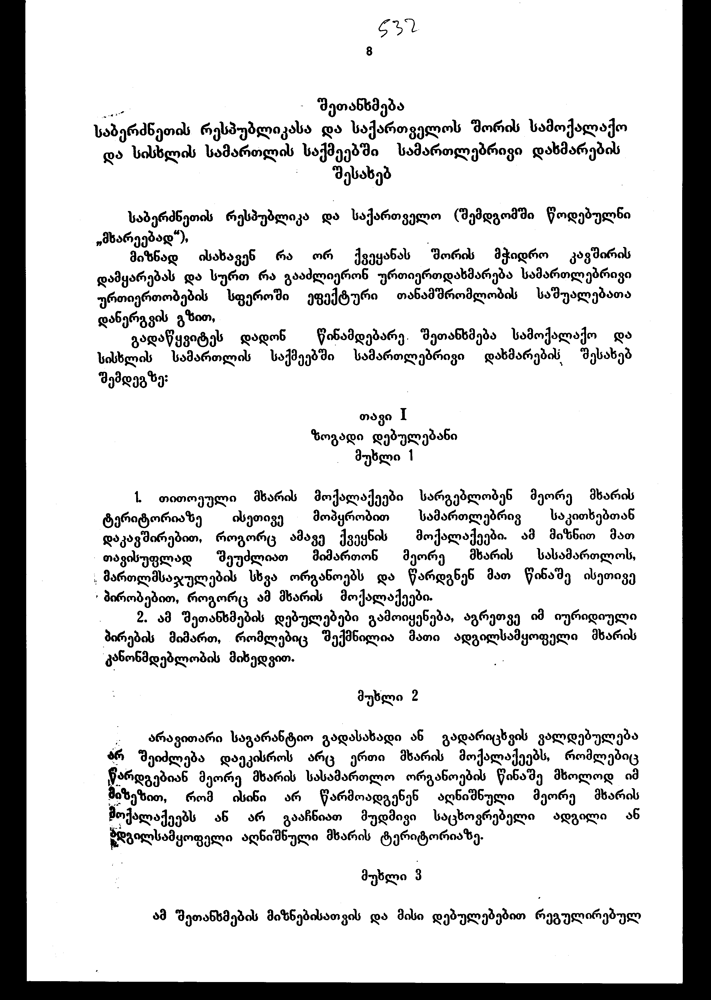 532
8
შეთანხმება
საბერძნეთის რესპუბლიკასა და საქართველოს შორის სამოქალაქო
და სისხლის სამართლის საქმეებში სამართლებრივი დახმარების
შესახებ
საბერძნეთის რესპუბლიკა და საქართველო (შემდგომში წოდებულნი
„მხარეებად“),
მიზნად ისახავენ რა ორ ქვეყანას შორის მჭიდრო კავშირის
დამყარებას და სურთ რა გააძლიერონ ურთიერთდახმარება სამართლებრივი
ურთიერთობების სფეროში ეფექტური თანამშრომლობის საშუალებათა
დანერგვის გზით,
გადაწყვიტეს დადონ წინამდებარე შეთანხმება სამოქალაქო და
სისხლის სამართლის საქმეებში სამართლებრივი დახმარების შესახებ
შემდეგზე:
თავი I
ზოგადი დებულებანი
მუხლი 1
1. თითოეული მხარის მოქალაქეები სარგებლობენ მეორე მხარის
ტერიტორიაზე ისეთივე მოპყრობით სამართლებრივ საკითხებთან
დაკავშირებით, როგორც ამავე ქვეყნის მოქალაქეები. ამ მიზნით მათ
თავისუფლად შეუძლიათ მიმართონ მეორე მხარის სასამართლოს,
მართლმსაჯულების სხვა ორგანოებს და წარდგნენ მათ წინაშე ისეთივე
პირობებით, როგორც ამ მხარის მოქალაქეები.
2. ამ შეთანხმების დებულებები გამოიყენება, აგრეთვე იმ იურიდიული
პირების მიმართ, რომლებიც შექმნილია მათი ადგილსამყოფელი მხარის
კანონმდებლობის მიხედვით.
მუხლი 2
არავითარი საგარანტიო გადასახადი ან გადარიცხვის ვალდებულება
არ შეიძლება დაეკისროს არც ერთი მხარის მოქალაქეებს, რომლებიც
წარდგებიან მეორე მხარის სასამართლო ორგანოების წინაშე მხოლოდ იმ
მიზეზით, რომ ისინი არ წარმოადგენენ აღნიშნული მეორე მხარის
მოქალაქეებს ან არ გააჩნიათ მუდმივი საცხოვრებელი ადგილი ან
ადგილსამყოფელი აღნიშნული მხარის ტერიტორიაზე.
მუხლი 3
ამ შეთანხმების მიზნებისათვის და მისი დებულებებით რეგულირებულ